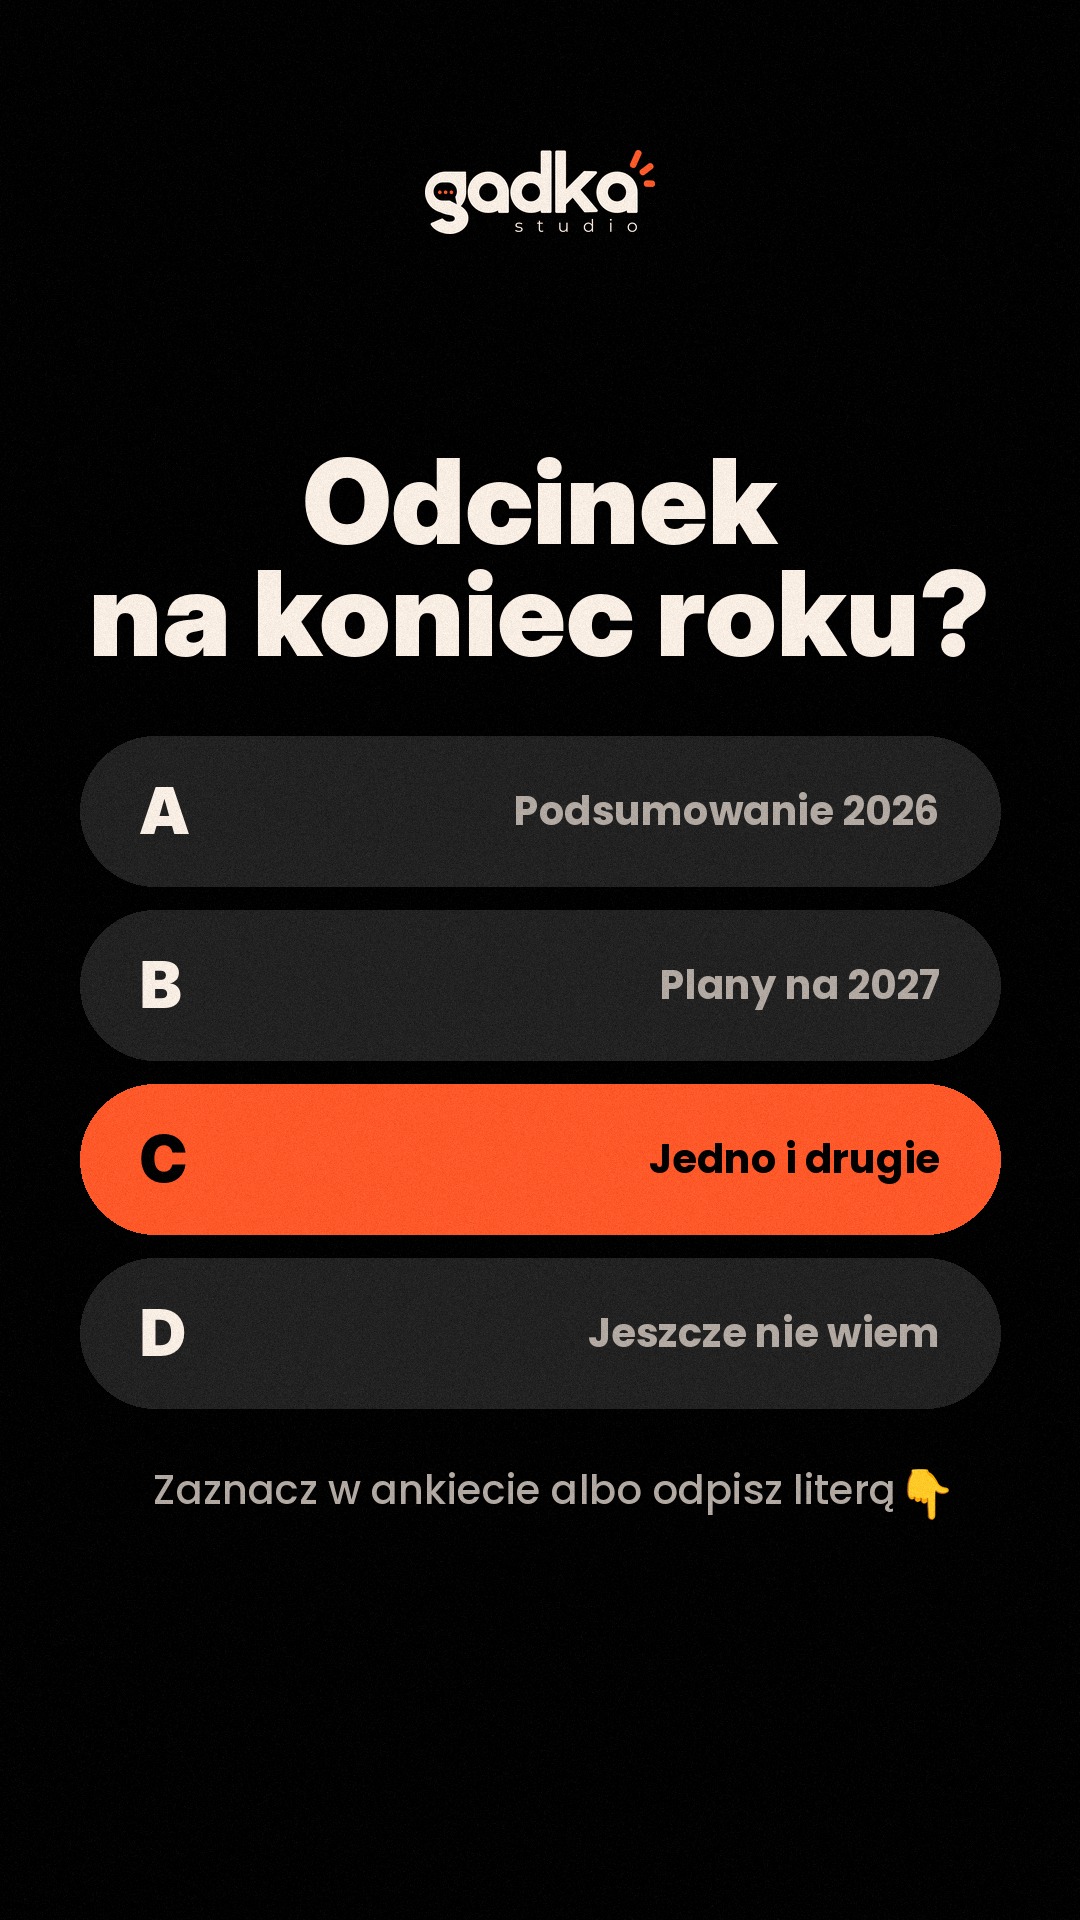 gadka
studio
Odcinek
na koniec roku?
A Podsumowanie 2026
B Plany na 2027
C Jedno i drugie
D Jeszcze nie wiem
Zaznacz w ankiecie albo odpisz literą 👇